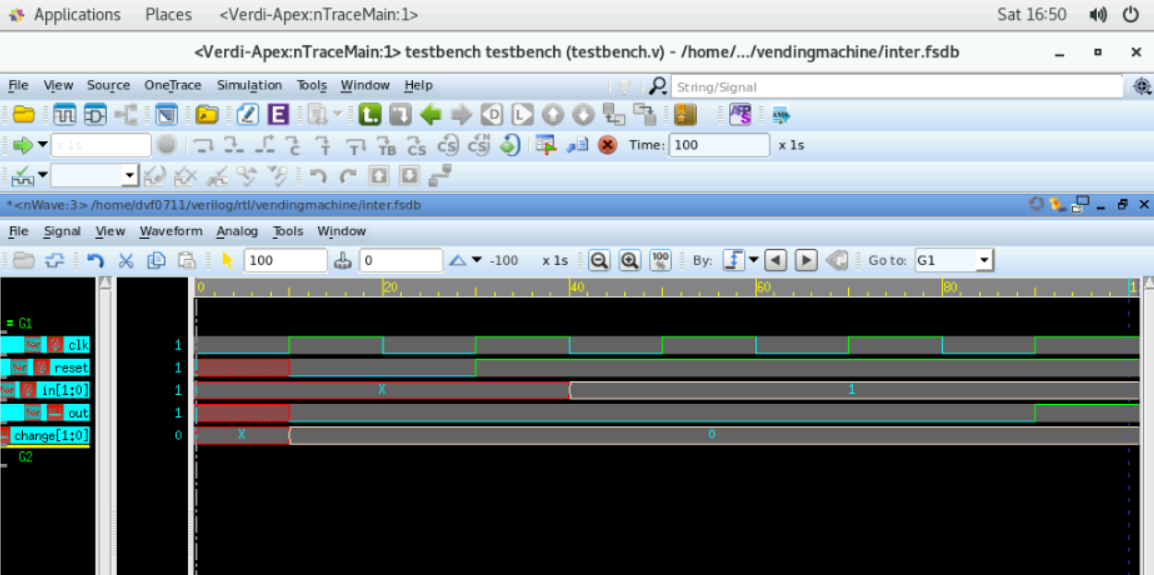 Applications Places <Verdi-Apex:nTraceMain:1> Sat 16:50
<Verdi-Apex:nTraceMain:1> testbench testbench (testbench.v) - /home/.../vendingmachine/inter.fsdb
File View Source OneTrace Simulation Tools Window Help String/Signal
x 1s Time: 100 x 1s
*<nWave:3> /home/dvf0711/verilog/rtl/vendingmachine/inter.fsdb
File Signal View Waveform Analog Tools Window
100 0 -100 x 1s 100 % By: Go to: G1
0 20 40 60 80 1
= G1
clk 1
reset 1
in[1:0] 1 X 1
out 1
change[1:0] 0 X 0
G2